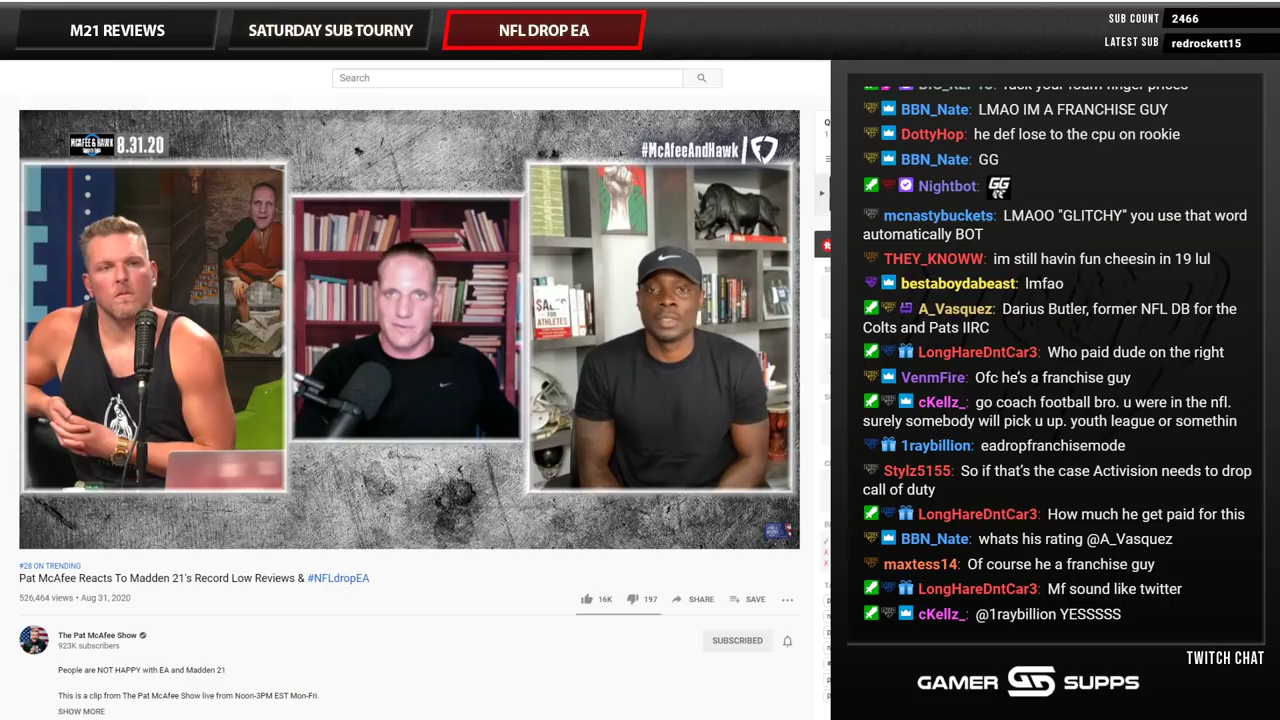 M21 REVIEWS
SATURDAY SUB TOURNY
NFL DROP EA
SUB COUNT 2466
LATEST SUB redrockett15
Search
MCAFEE & HAWK 8.31.20
#McAfeeAndHawk
SALES FOR ATHLETES
#28 ON TRENDING
Pat McAfee Reacts To Madden 21's Record Low Reviews & #NFLdropEA
526,464 views • Aug 31, 2020
16K 197 SHARE SAVE
The Pat McAfee Show
923K subscribers
SUBSCRIBED
People are NOT HAPPY with EA and Madden 21
This is a clip from The Pat McAfee Show live from Noon-3PM EST Mon-Fri.
SHOW MORE
BBN_Nate: LMAO IM A FRANCHISE GUY
DottyHop: he def lose to the cpu on rookie
BBN_Nate: GG
Nightbot: GG
mcnastybuckets: LMAOO "GLITCHY" you use that word
automatically BOT
THEY_KNOWW: im still havin fun cheesin in 19 lul
bestaboydabeast: lmfao
A_Vasquez: Darius Butler, former NFL DB for the
Colts and Pats IIRC
LongHareDntCar3: Who paid dude on the right
VenmFire: Ofc he's a franchise guy
cKellz_: go coach football bro. u were in the nfl.
surely somebody will pick u up. youth league or somethin
1raybillion: eadropfranchisemode
Stylz5155: So if that's the case Activision needs to drop
call of duty
LongHareDntCar3: How much he get paid for this
BBN_Nate: whats his rating @A_Vasquez
maxtess14: Of course he a franchise guy
LongHareDntCar3: Mf sound like twitter
cKellz_: @1raybillion YESSSSS
TWITCH CHAT
GAMER SUPPS